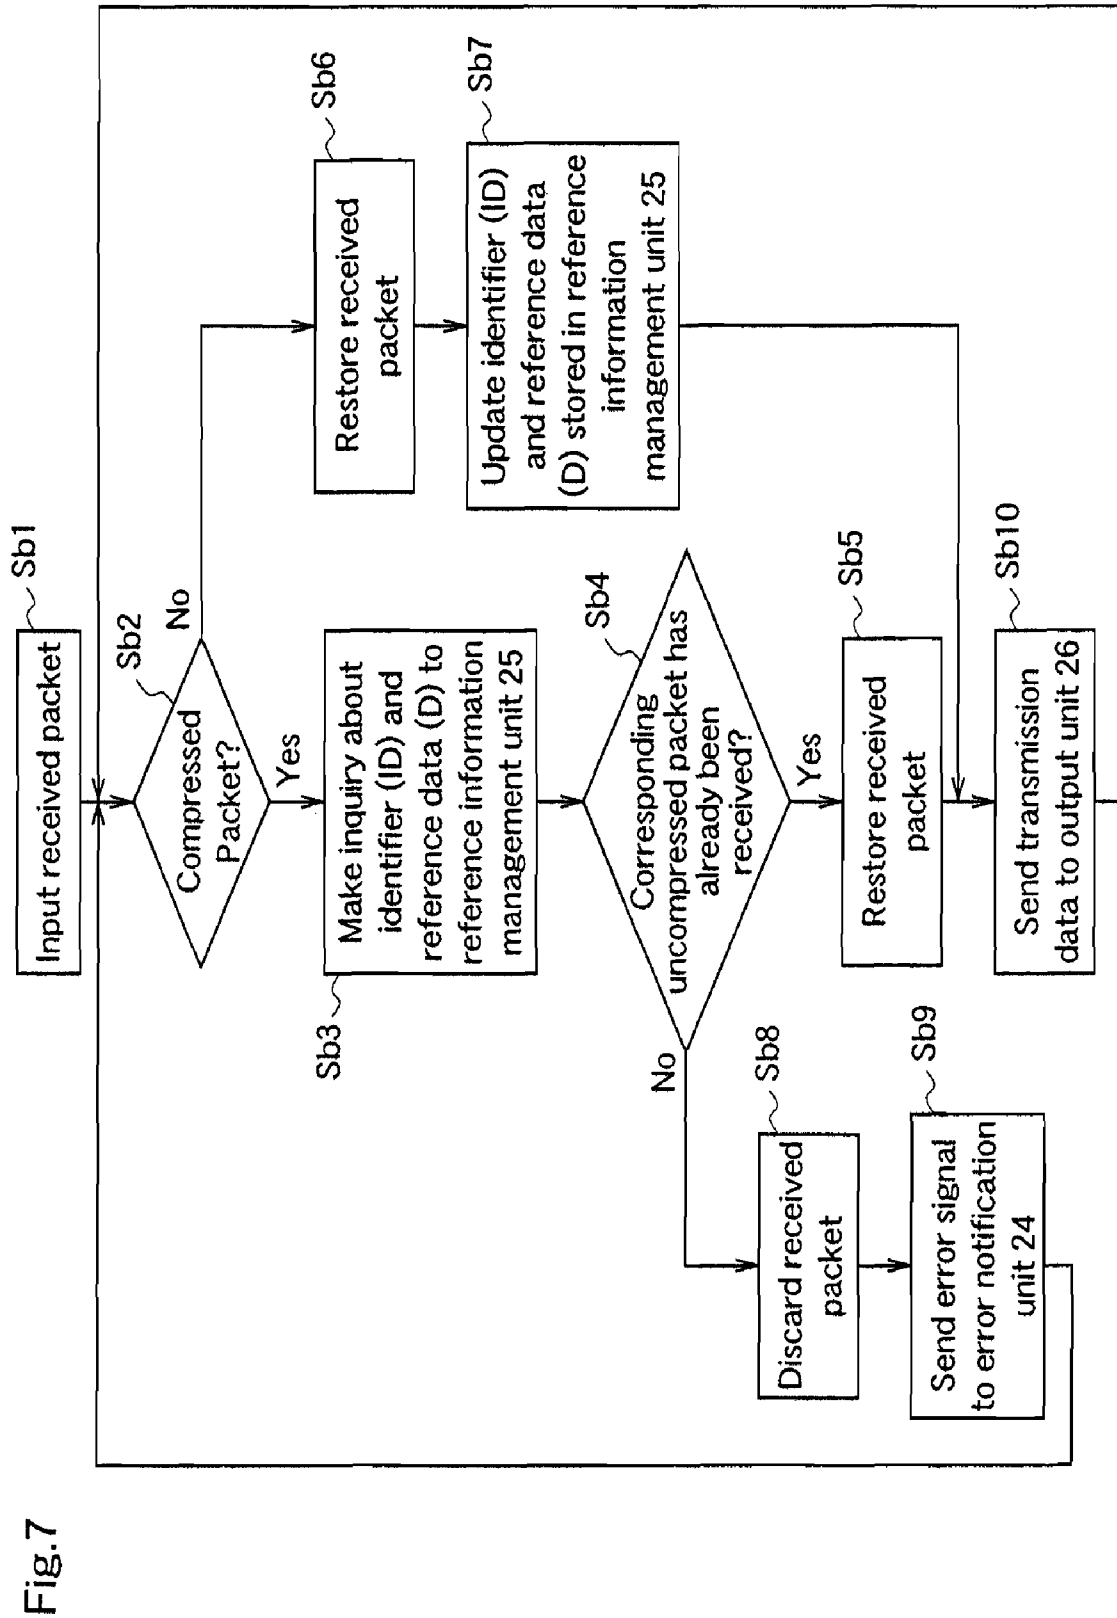 Fig.7
Input received packet
Sb1
Sb2
Compressed
Packet?
No
Yes
Sb3
Make inquiry about
identifier (ID) and
reference data (D) to
reference information
management unit 25
Sb4
Corresponding
uncompressed packet has
already been
received?
No
Yes
Sb5
Restore received
packet
Sb6
Restore received
packet
Sb7
Update identifier (ID)
and reference data
(D) stored in reference
information
management unit 25
Sb8
Discard received
packet
Sb9
Send error signal
to error notification
unit 24
Sb10
Send transmission
data to output unit 26